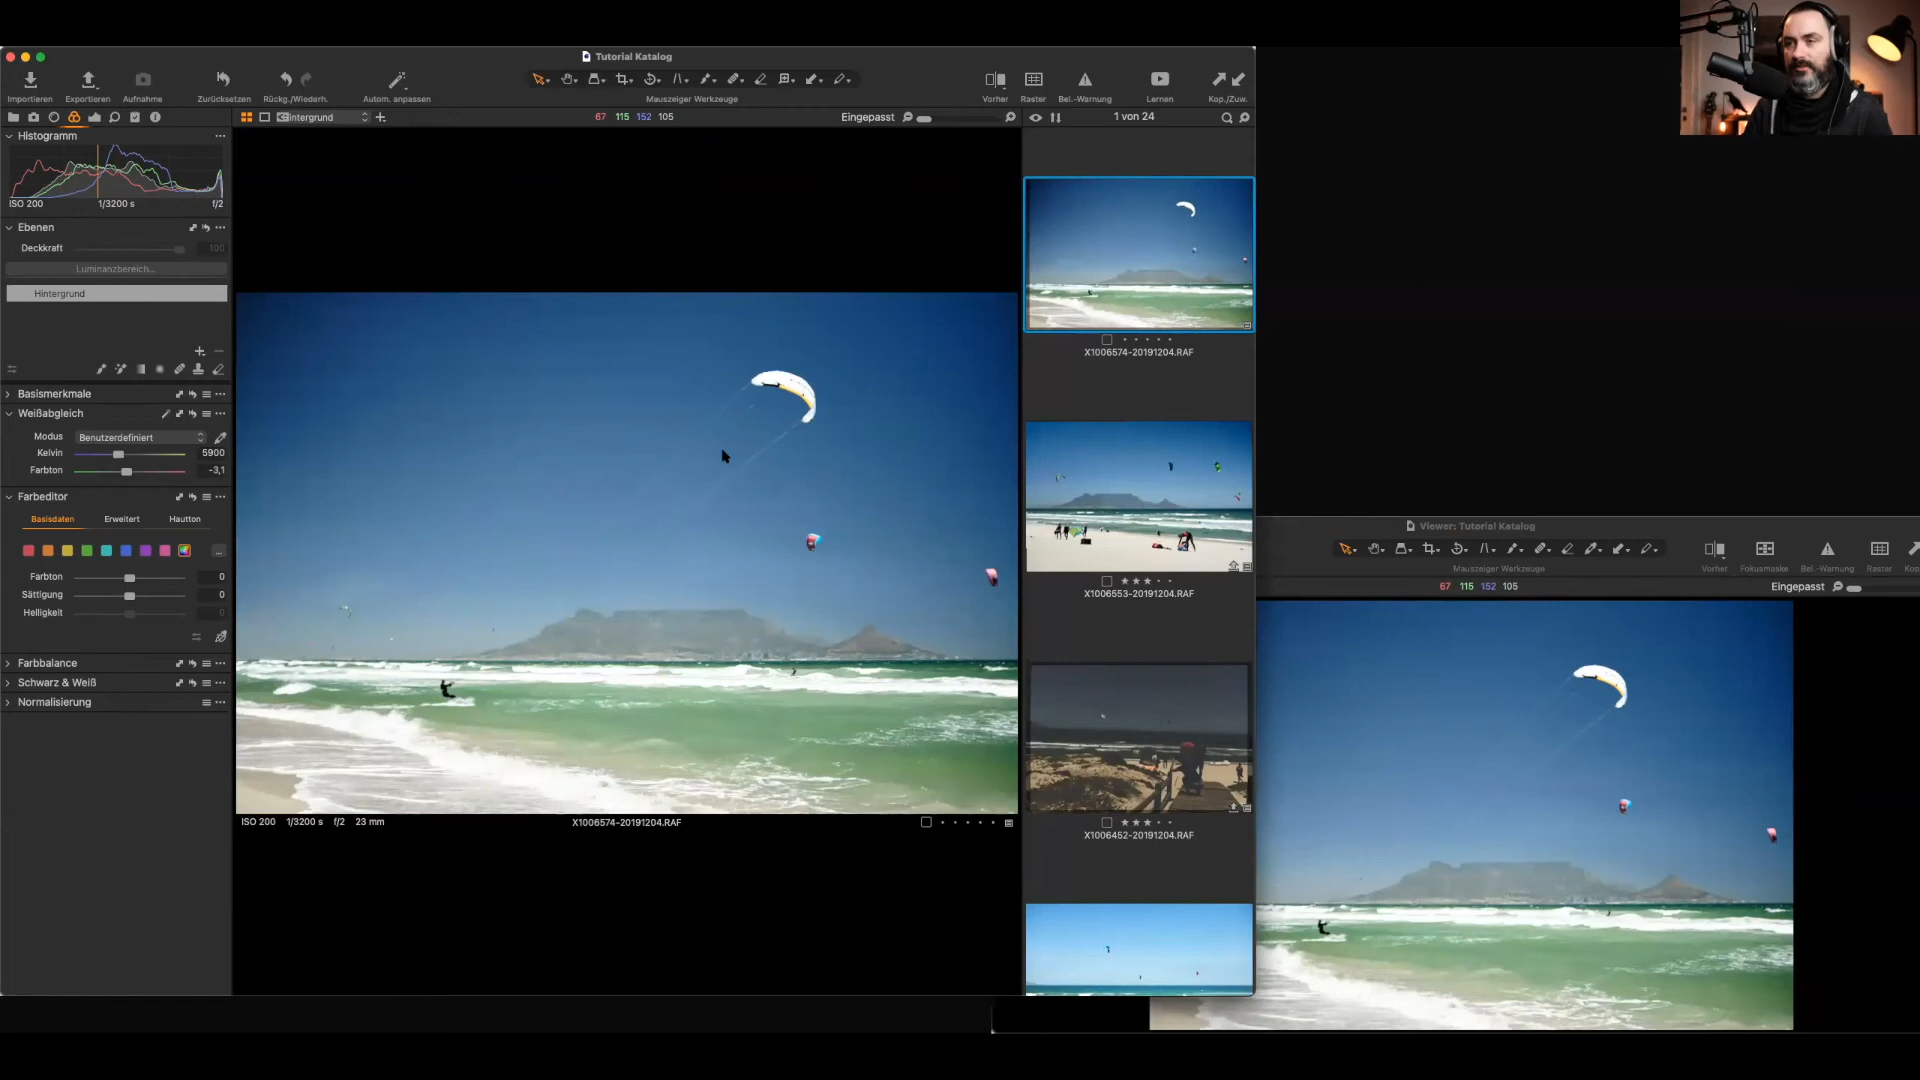 Tutorial Katalog
Importieren
Exportieren
Aufnahme
Zurücksetzen
Rückg./Wiederh.
Autom. anpassen
Mauszeiger Werkzeuge
Vorher
Raster
Bel.-Warnung
Lernen
Kop./Zuw.
67 115 152 105
Eingepasst
1 von 24
Histogramm
ISO 200
1/3200 s
f/2
Ebenen
Deckkraft
100
Luminanzbereich...
Hintergrund
Basismerkmale
Weißabgleich
Modus
Benutzerdefiniert
Kelvin
5900
Farbton
-3,1
Farbeditor
Basisdaten
Erweitert
Hautton
Farbton
0
Sättigung
0
Helligkeit
0
Farbbalance
Schwarz & Weiß
Normalisierung
ISO 200 1/3200 s f/2 23 mm
X1006574-20191204.RAF
X1006574-20191204.RAF
X1006553-20191204.RAF
X1006452-20191204.RAF
Viewer: Tutorial Katalog
Mauszeiger Werkzeuge
Vorher
Fokusmaske
Bel.-Warnung
Raster
67 115 152 105
Eingepasst